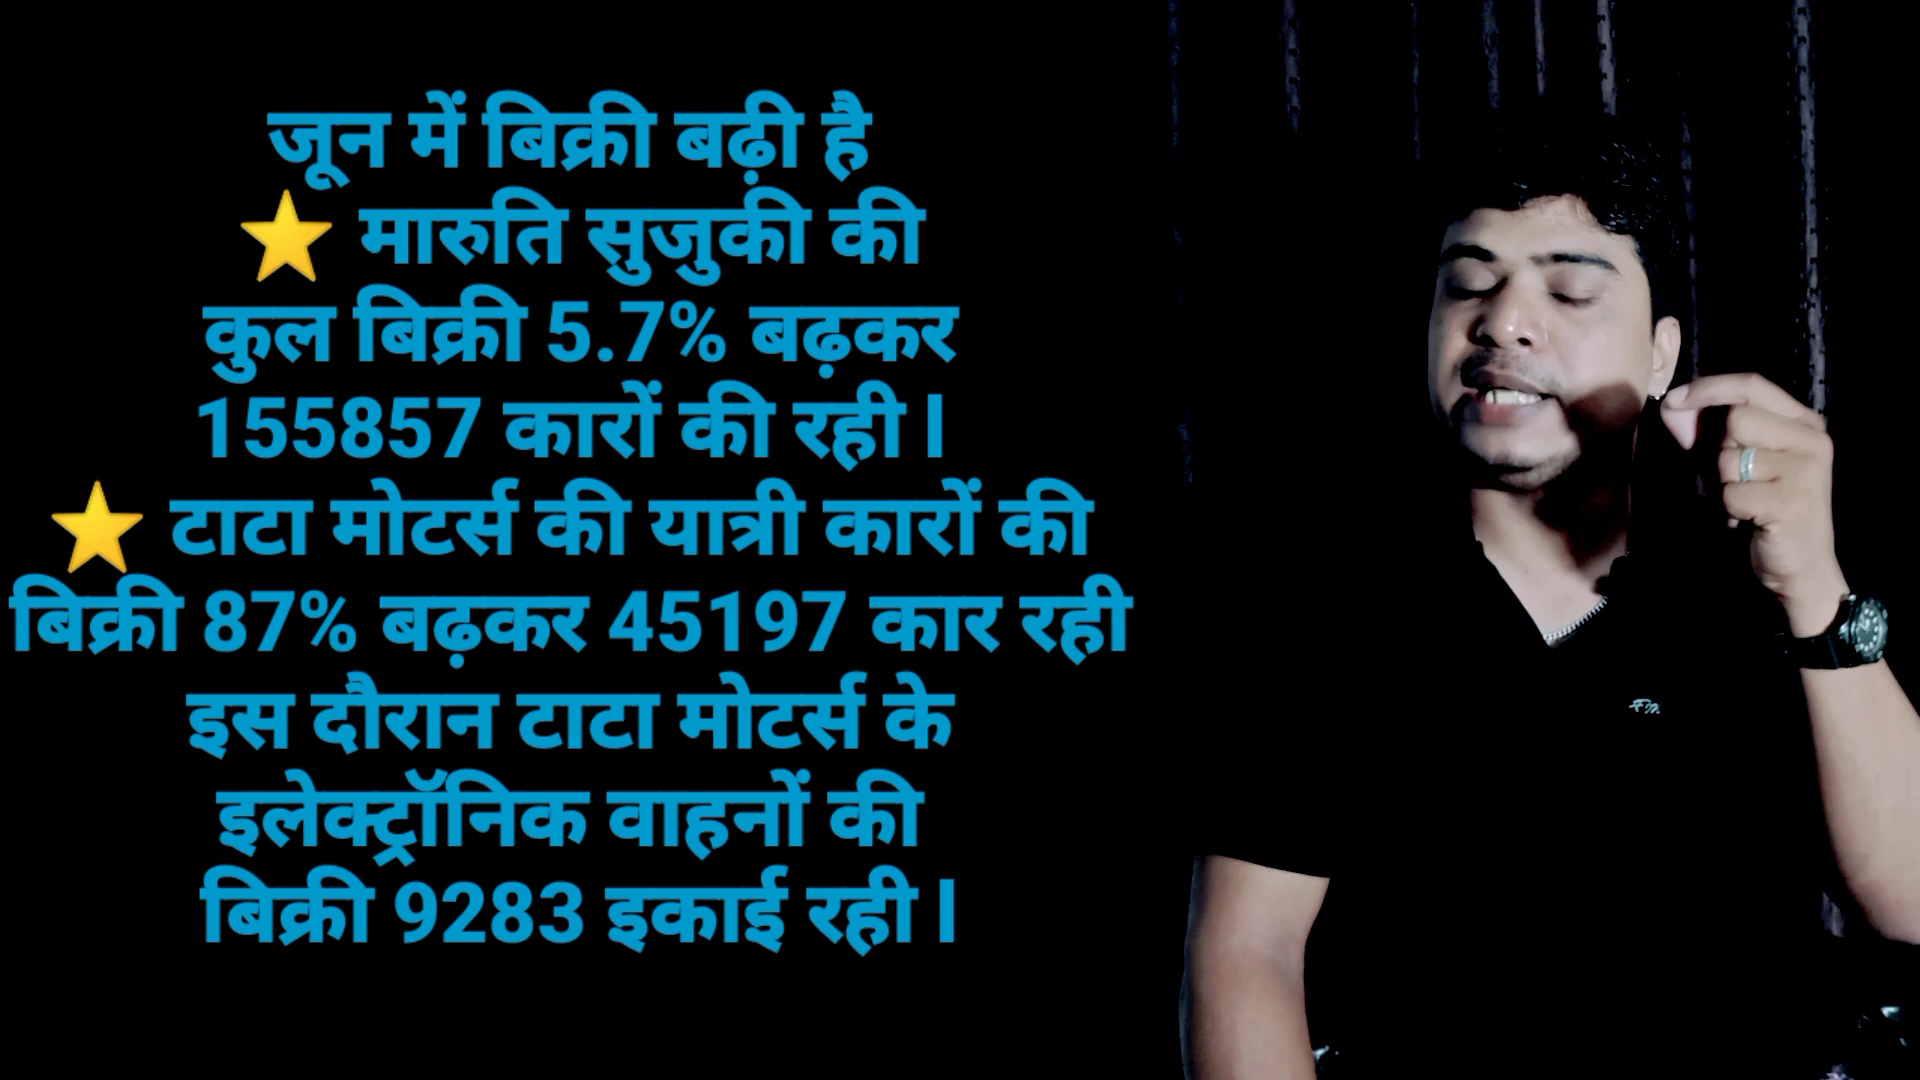 जून में बिक्री बढ़ी है
⭐ मारुति सुजुकी की
कुल बिक्री 5.7% बढ़कर
155857 कारों की रही l
⭐ टाटा मोटर्स की यात्री कारों की
बिक्री 87% बढ़कर 45197 कार रही
इस दौरान टाटा मोटर्स के
इलेक्ट्रॉनिक वाहनों की
बिक्री 9283 इकाई रही l